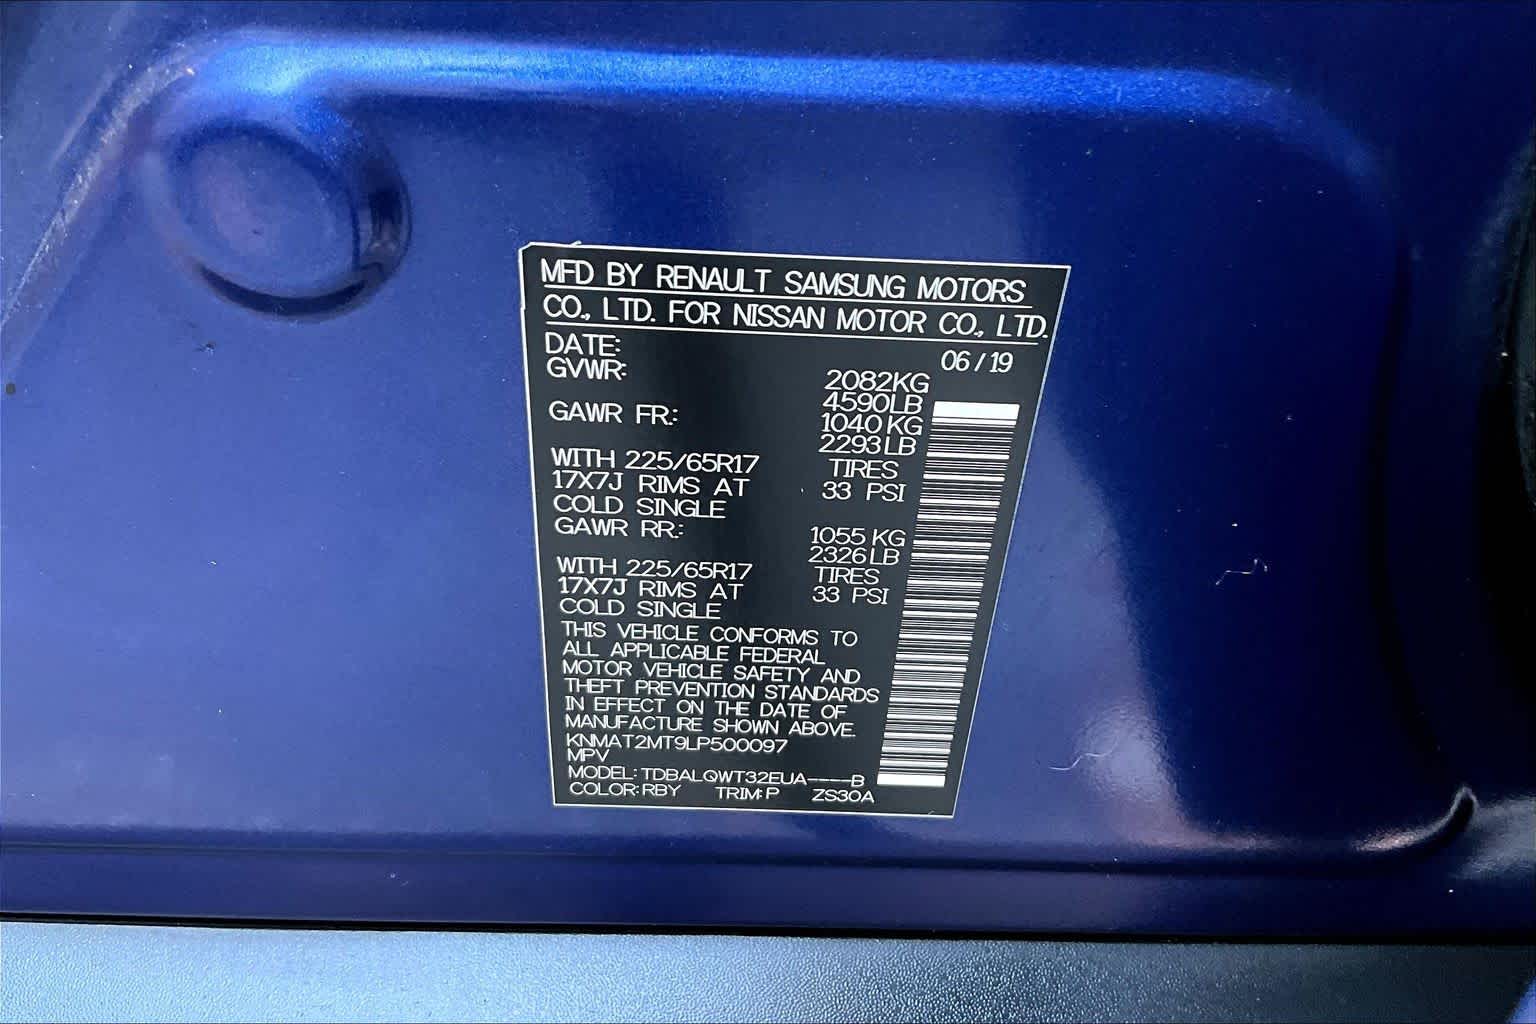 MFD BY RENAULT SAMSUNG MOTORS
CO., LTD. FOR NISSAN MOTOR CO., LTD.
DATE: 06/19
GVWR: 2082KG
4590LB
GAWR FR.: 1040KG
2293LB
WITH 225/65R17 TIRES
17X7J RIMS AT 33 PSI
COLD SINGLE
GAWR RR.: 1055KG
2326LB
WITH 225/65R17 TIRES
17X7J RIMS AT 33 PSI
COLD SINGLE
THIS VEHICLE CONFORMS TO
ALL APPLICABLE FEDERAL
MOTOR VEHICLE SAFETY AND
THEFT PREVENTION STANDARDS
IN EFFECT ON THE DATE OF
MANUFACTURE SHOWN ABOVE.
KNMAT2MT9LP500097
MPV
MODEL: TDBALQWT32EUA----B
COLOR: RBY TRIM: P ZS30A